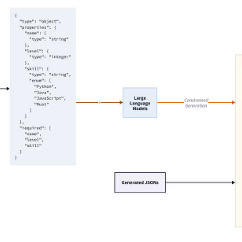 {
"type": "object",
"properties": {
"name": {
"type": "string"
},
"level": {
"type": "integer"
},
"skill": {
"type": "string",
"enum": [
"Python",
"Java",
"JavaScript",
"Rust"
]
}
},
"required": [
"name",
"level",
"skill"
]
}
Large
Language
Models
Constrained
Generation
Generated JSONs